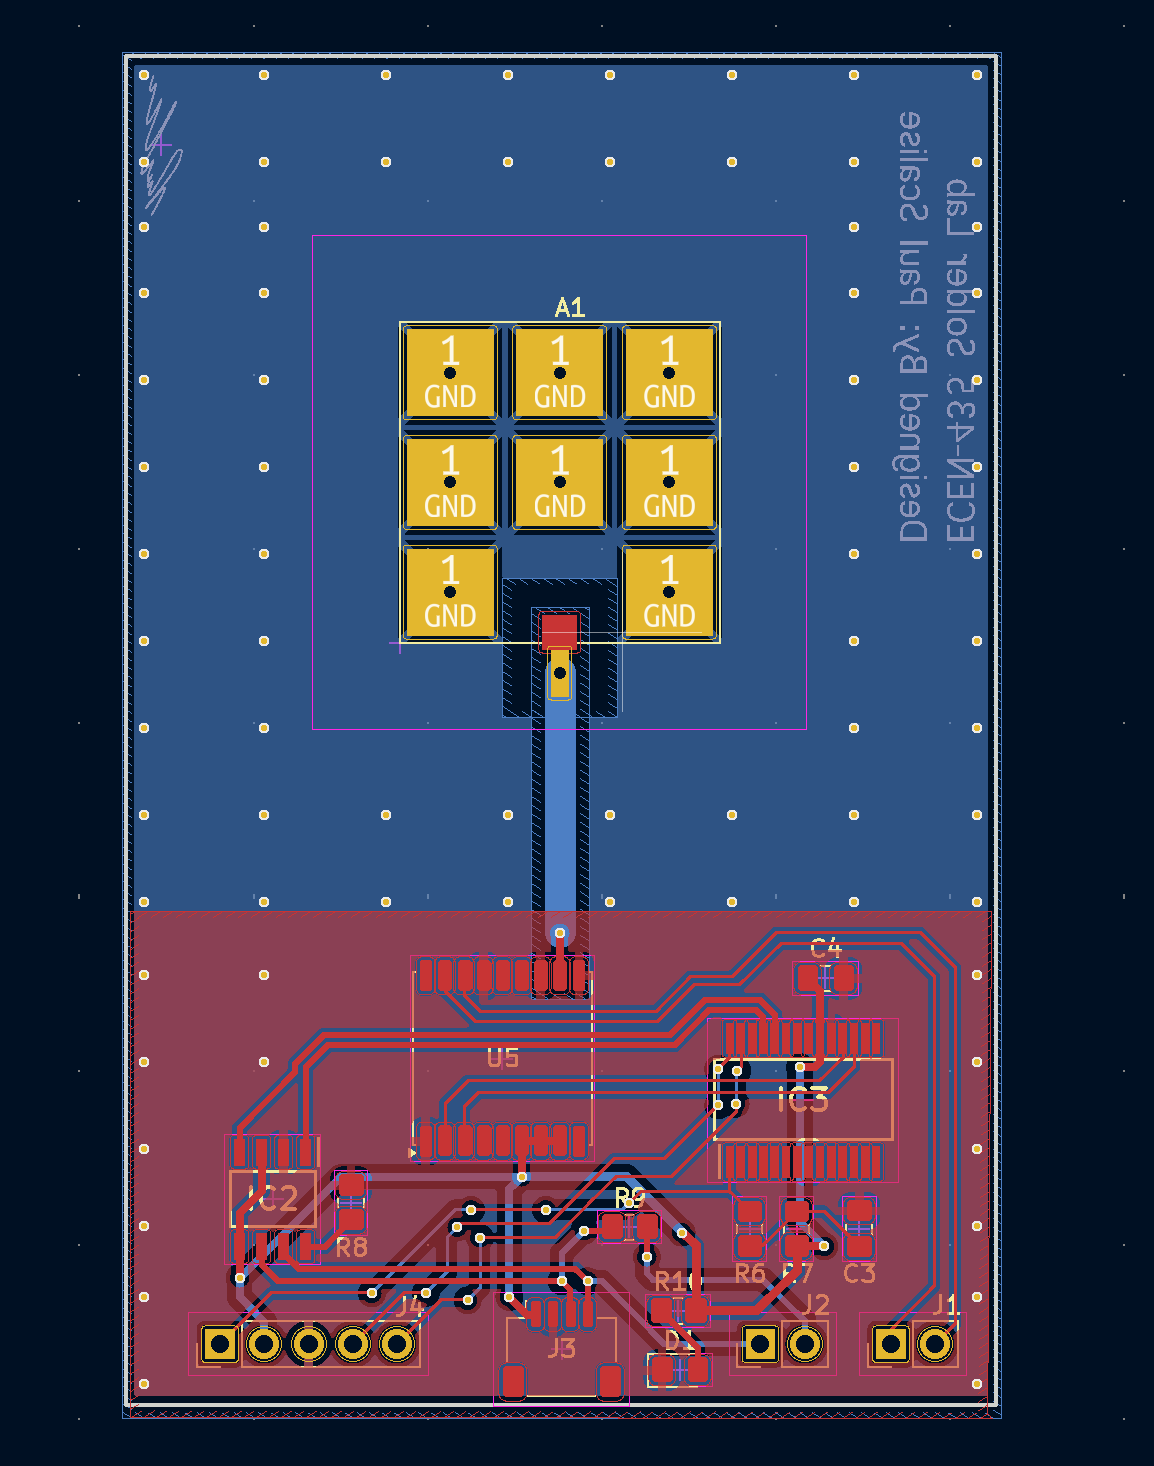 Designed By: Paul Scalise
ECEN-435 Solder Lab
A1
1
GND
1
GND
1
GND
1
GND
1
GND
1
GND
1
GND
1
GND
C4
U5
IC3
IC2
R8
R9
R6
R7
C3
R1
J4
J3
D1
J2
J1